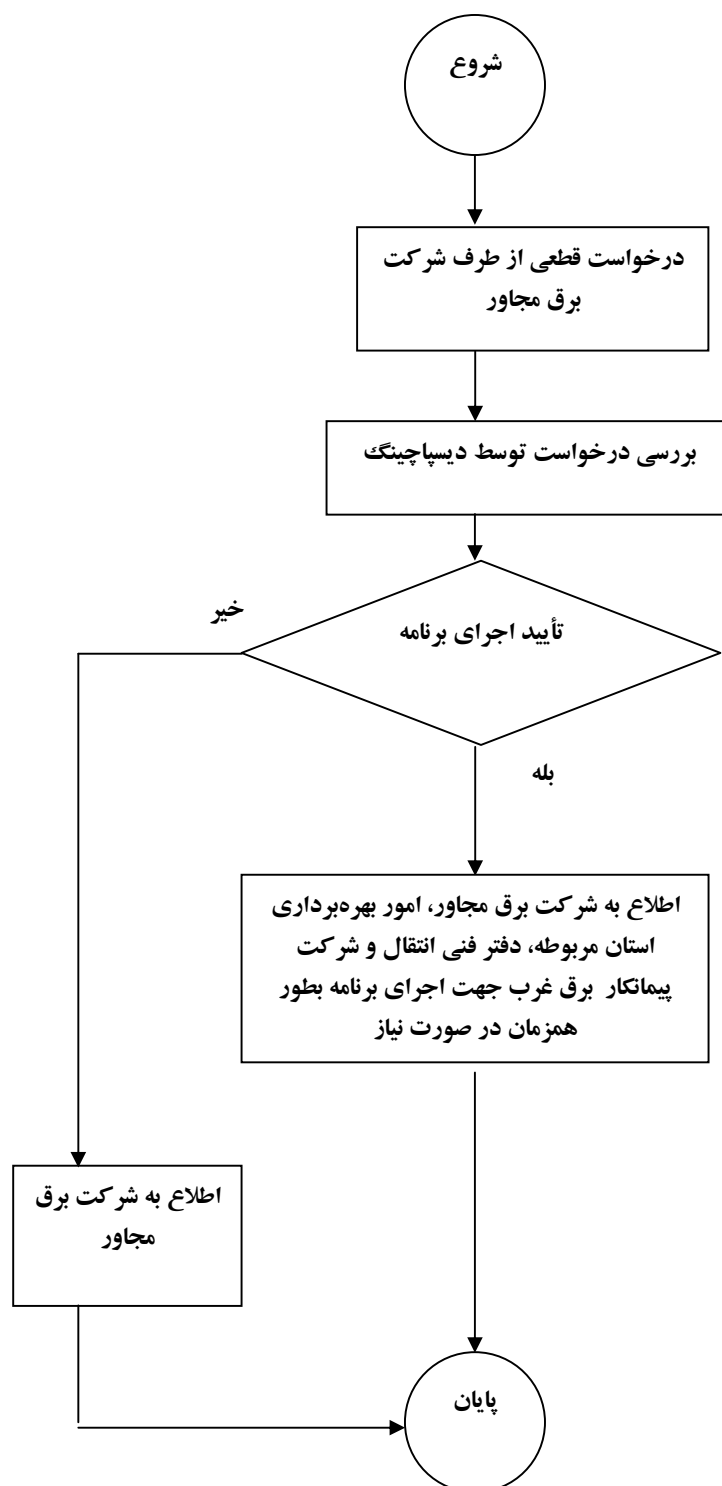 شروع
درخواست قطعی از طرف شرکت
برق مجاور
بررسی درخواست توسط دیسپاچینگ
تأیید اجرای برنامه
خیر
بله
اطلاع به شرکت برق مجاور، امور بهره‌برداری
استان مربوطه، دفتر فنی انتقال و شرکت
پیمانکار برق غرب جهت اجرای برنامه بطور
همزمان در صورت نیاز
اطلاع به شرکت برق
مجاور
پایان